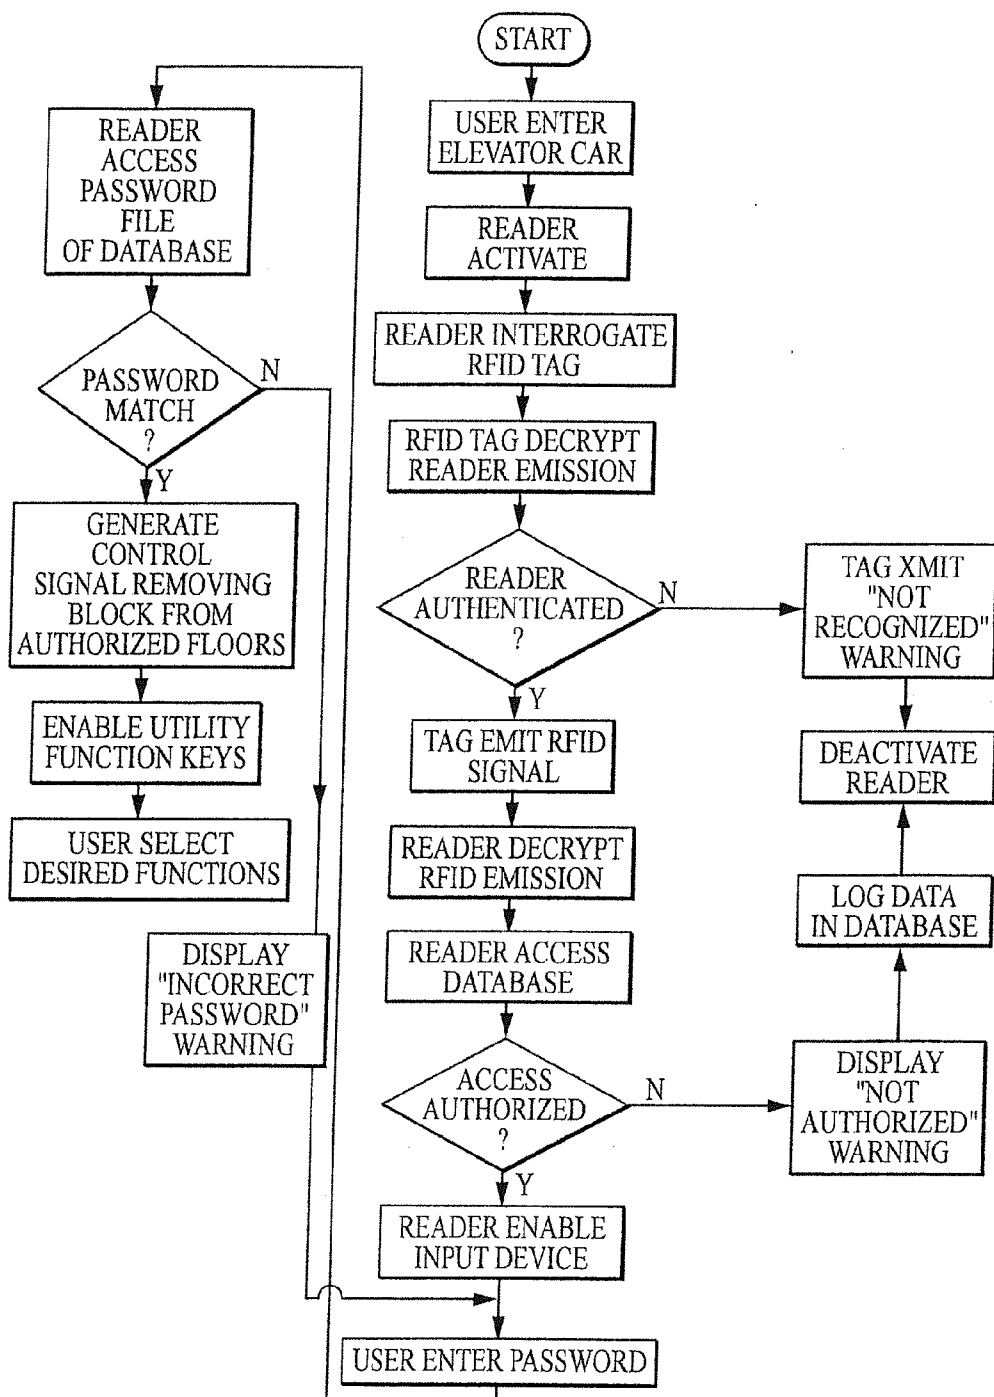 START
USER ENTER
ELEVATOR CAR
READER
ACTIVATE
READER INTERROGATE
RFID TAG
RFID TAG DECRYPT
READER EMISSION
READER
AUTHENTICATED
?
N
Y
TAG XMIT
"NOT
RECOGNIZED"
WARNING
DEACTIVATE
READER
TAG EMIT RFID
SIGNAL
READER DECRYPT
RFID EMISSION
READER ACCESS
DATABASE
LOG DATA
IN DATABASE
ACCESS
AUTHORIZED
?
N
Y
DISPLAY
"NOT
AUTHORIZED"
WARNING
READER ENABLE
INPUT DEVICE
USER ENTER PASSWORD
READER
ACCESS
PASSWORD
FILE
OF DATABASE
PASSWORD
MATCH
?
N
Y
GENERATE
CONTROL
SIGNAL REMOVING
BLOCK FROM
AUTHORIZED FLOORS
ENABLE UTILITY
FUNCTION KEYS
USER SELECT
DESIRED FUNCTIONS
DISPLAY
"INCORRECT
PASSWORD"
WARNING